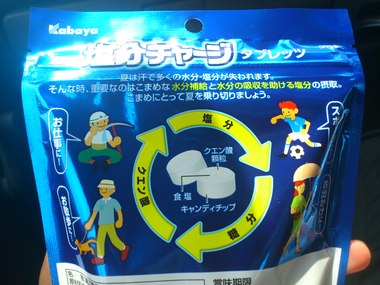 Kabaya
塩分チャージ タブレッツ
夏は汗で多くの水分・塩分が失われます。
そんな時、重要なのはこまめな水分補給と水分の吸収を助ける塩分の摂取。
こまめにとって夏を乗り切りましょう。
お仕事に!
塩分
クエン酸
顆粒
食塩
キャンディチップ
クエン酸
糖分
お散歩に!
賞味期限